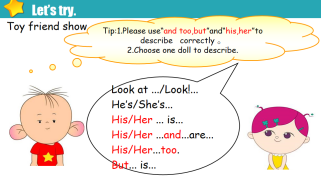 Let's try.
Toy friend show
Tip:1.Please use"and too,but"and"his,her"to
describe correctly 。
2.Choose one doll to describe.
Look at .../Look!...
He's/She's...
His/Her ... is...
His/Her ...and...are...
His/Her...too.
But... is...